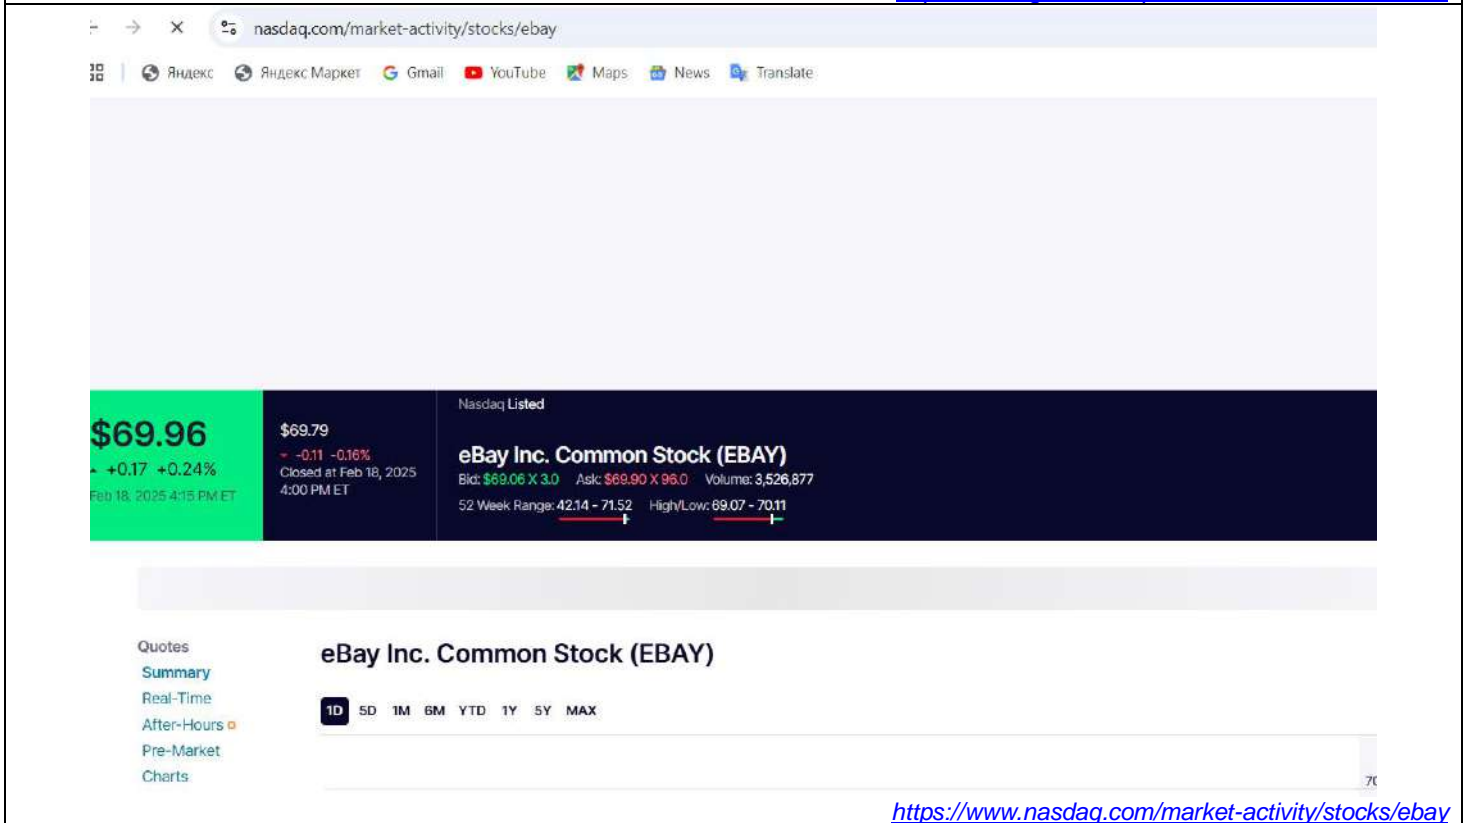 nasdaq.com/market-activity/stocks/ebay
Яндекс Яндекс Маркет Gmail YouTube Maps News Translate
Nasdaq Listed
$69.96
$69.79
+0.17 +0.24%
-0.11 -0.16%
Closed at Feb 18, 2025
4:00 PM ET
Feb 18, 2025 4:15 PM ET
eBay Inc. Common Stock (EBAY)
Bid: $69.06 X 3.0 Ask: $69.90 X 96.0 Volume: 3,526,877
52 Week Range: 42.14 - 71.52 High/Low: 69.07 - 70.11
Quotes
Summary
Real-Time
After-Hours
Pre-Market
Charts
eBay Inc. Common Stock (EBAY)
1D 5D 1M 6M YTD 1Y 5Y MAX
https://www.nasdaq.com/market-activity/stocks/ebay